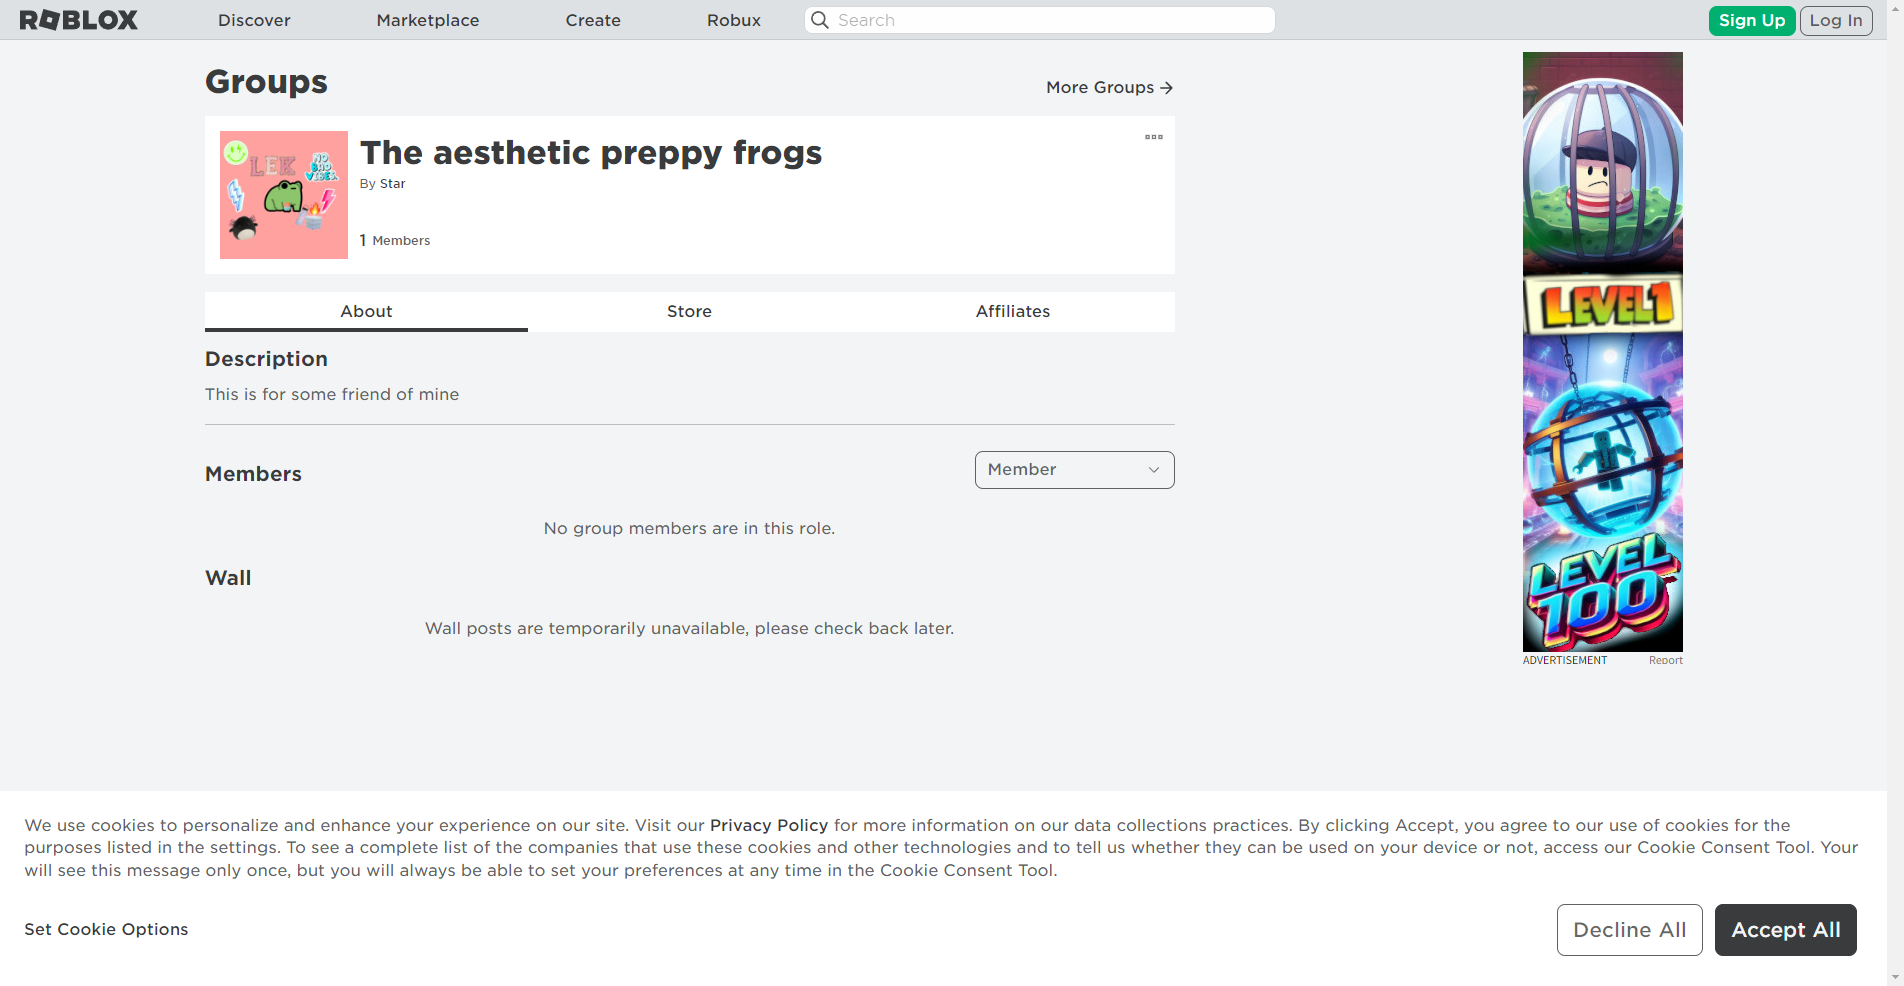 ROBLOX
Discover
Marketplace
Create
Robux
Search
Sign Up
Log In
Groups
More Groups
LEK
NO BAD VIBES
The aesthetic preppy frogs
By Star
1 Members
About
Store
Affiliates
Description
This is for some friend of mine
Members
Member
No group members are in this role.
Wall
Wall posts are temporarily unavailable, please check back later.
LEVEL 1
LEVEL
100
ADVERTISEMENT
Report
We use cookies to personalize and enhance your experience on our site. Visit our Privacy Policy for more information on our data collections practices. By clicking Accept, you agree to our use of cookies for the
purposes listed in the settings. To see a complete list of the companies that use these cookies and other technologies and to tell us whether they can be used on your device or not, access our Cookie Consent Tool. Your
will see this message only once, but you will always be able to set your preferences at any time in the Cookie Consent Tool.
Set Cookie Options
Decline All
Accept All